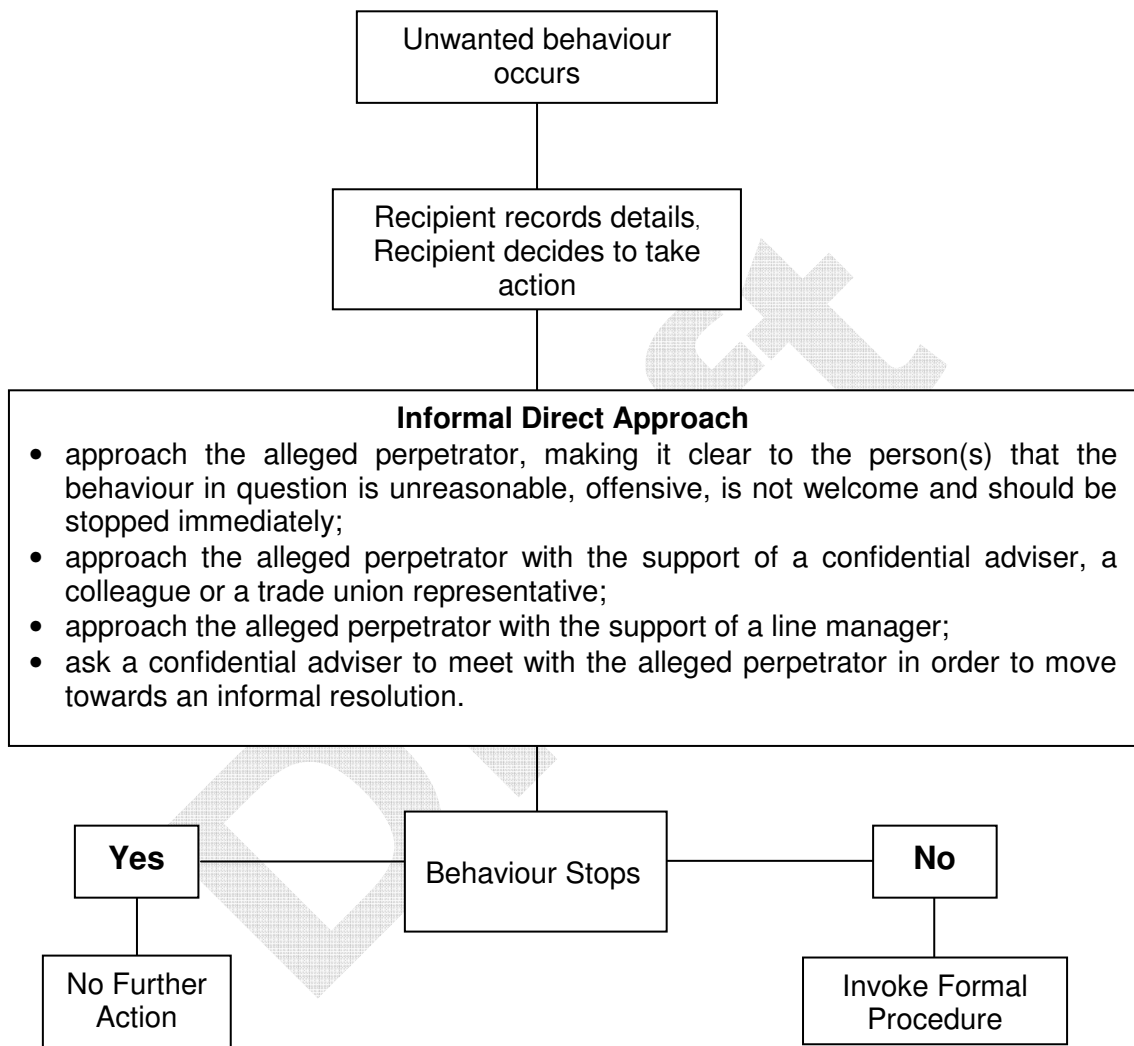 Unwanted behaviour
occurs
Recipient records details,
Recipient decides to take
action
Informal Direct Approach
• approach the alleged perpetrator, making it clear to the person(s) that the
behaviour in question is unreasonable, offensive, is not welcome and should be
stopped immediately;
• approach the alleged perpetrator with the support of a confidential adviser, a
colleague or a trade union representative;
• approach the alleged perpetrator with the support of a line manager;
• ask a confidential adviser to meet with the alleged perpetrator in order to move
towards an informal resolution.
Yes
Behaviour Stops
No
No Further
Action
Invoke Formal
Procedure